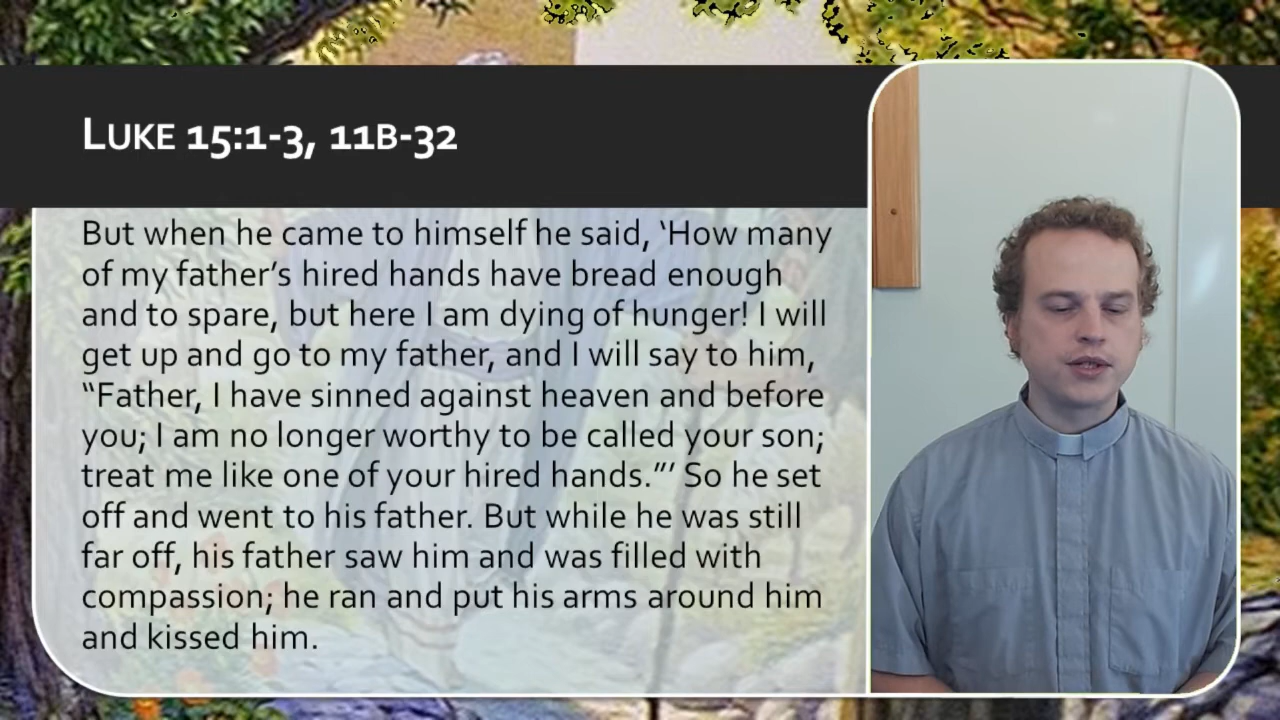 LUKE 15:1-3, 11B-32
But when he came to himself he said, ‘How many
of my father’s hired hands have bread enough
and to spare, but here I am dying of hunger! I will
get up and go to my father, and I will say to him,
“Father, I have sinned against heaven and before
you; I am no longer worthy to be called your son;
treat me like one of your hired hands.”’ So he set
off and went to his father. But while he was still
far off, his father saw him and was filled with
compassion; he ran and put his arms around him
and kissed him.